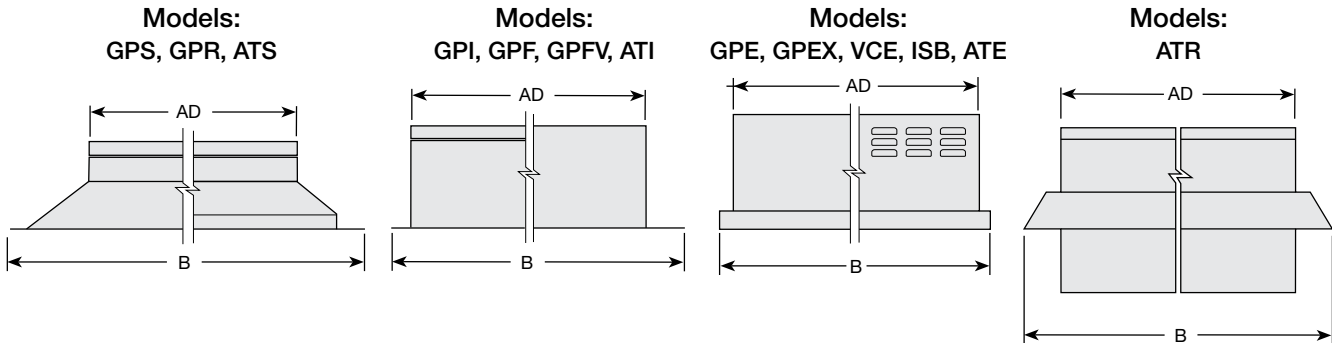 Models:
GPS, GPR, ATS
AD
B
Models:
GPI, GPF, GPFV, ATI
AD
B
Models:
GPE, GPEX, VCE, ISB, ATE
AD
B
Models:
ATR
AD
B